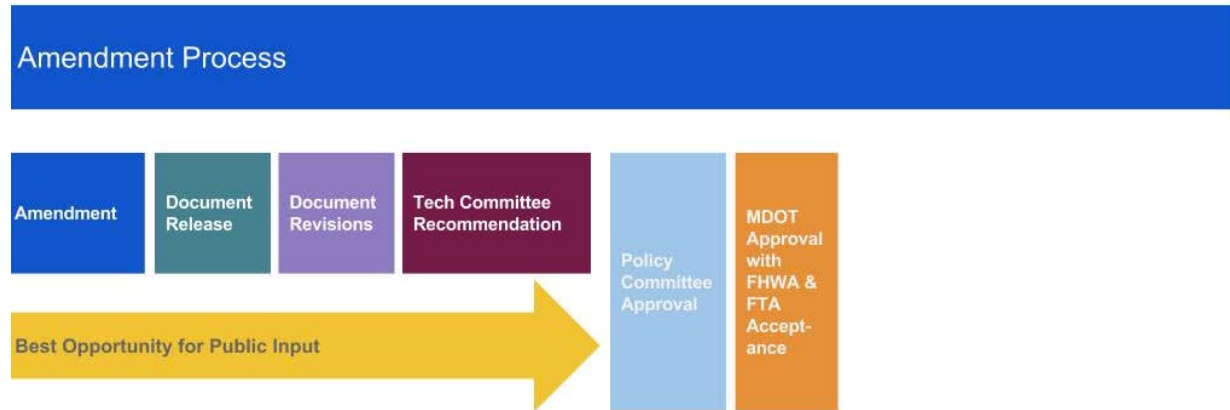 Amendment Process
Amendment
Document
Release
Document
Revisions
Tech Committee
Recommendation
Policy
Committee
Approval
MDOT
Approval
with
FHWA &
FTA
Accept-
ance
Best Opportunity for Public Input